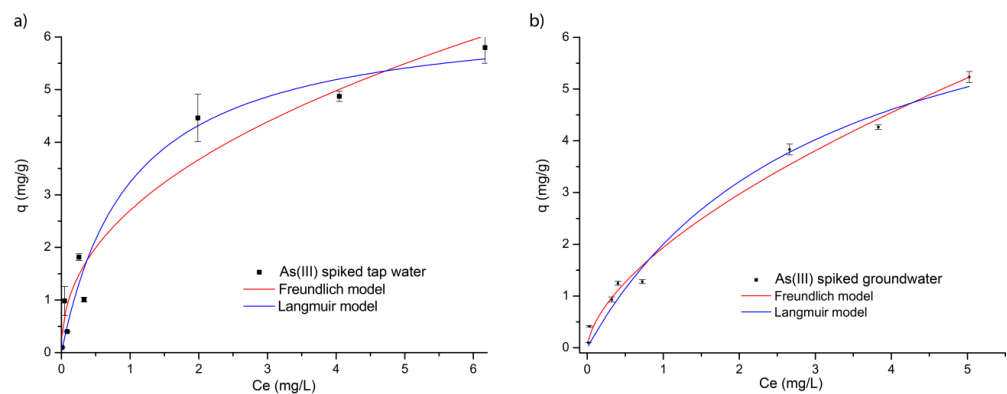 a)
6
5
4
3
2
1
0
q (mg/g)
As(III) spiked tap water
Freundlich model
Langmuir model
0 1 2 3 4 5 6
Ce (mg/L)
b)
6
5
4
3
2
1
0
q (mg/g)
As(III) spiked groundwater
Freundlich model
Langmuir model
0 1 2 3 4 5
Ce (mg/L)